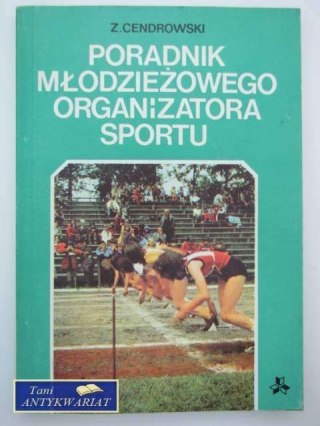 Z. CENDROWSKI
PORADNIK
MŁODZIEŻOWEGO
ORGANIZATORA
SPORTU
Tani
ANTYKWARIAT